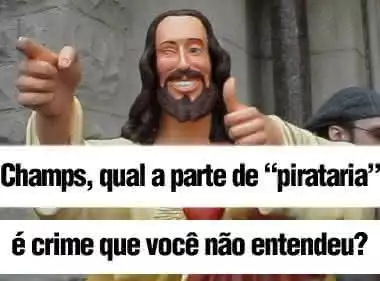 Champs, qual a parte de “pirataria”
é crime que você não entendeu?